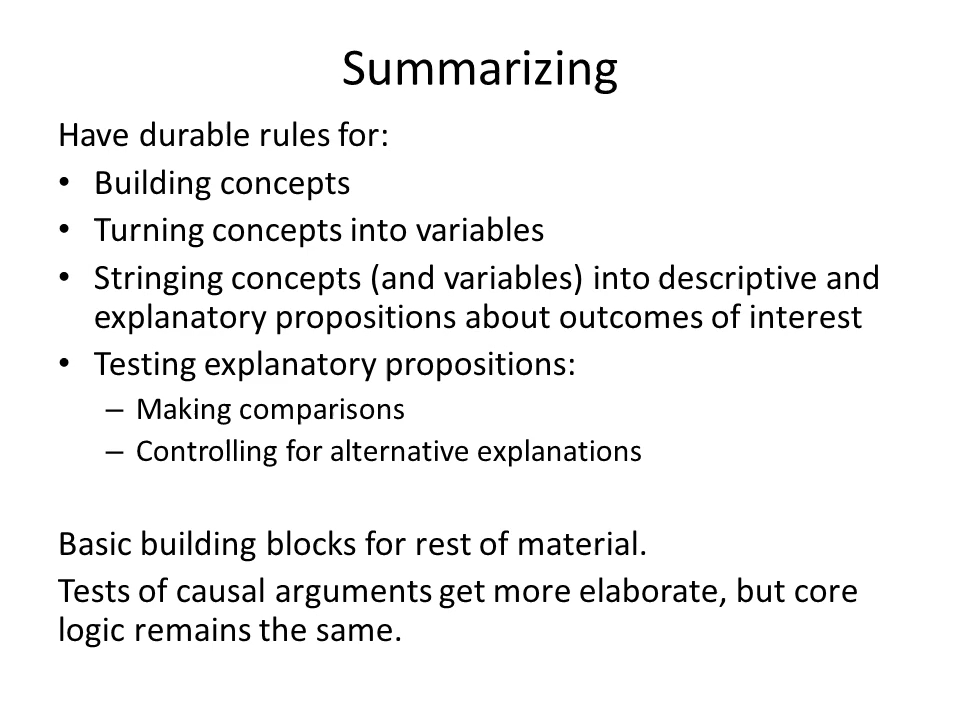 Summarizing
Have durable rules for:
• Building concepts
• Turning concepts into variables
• Stringing concepts (and variables) into descriptive and
explanatory propositions about outcomes of interest
• Testing explanatory propositions:
– Making comparisons
– Controlling for alternative explanations
Basic building blocks for rest of material.
Tests of causal arguments get more elaborate, but core
logic remains the same.